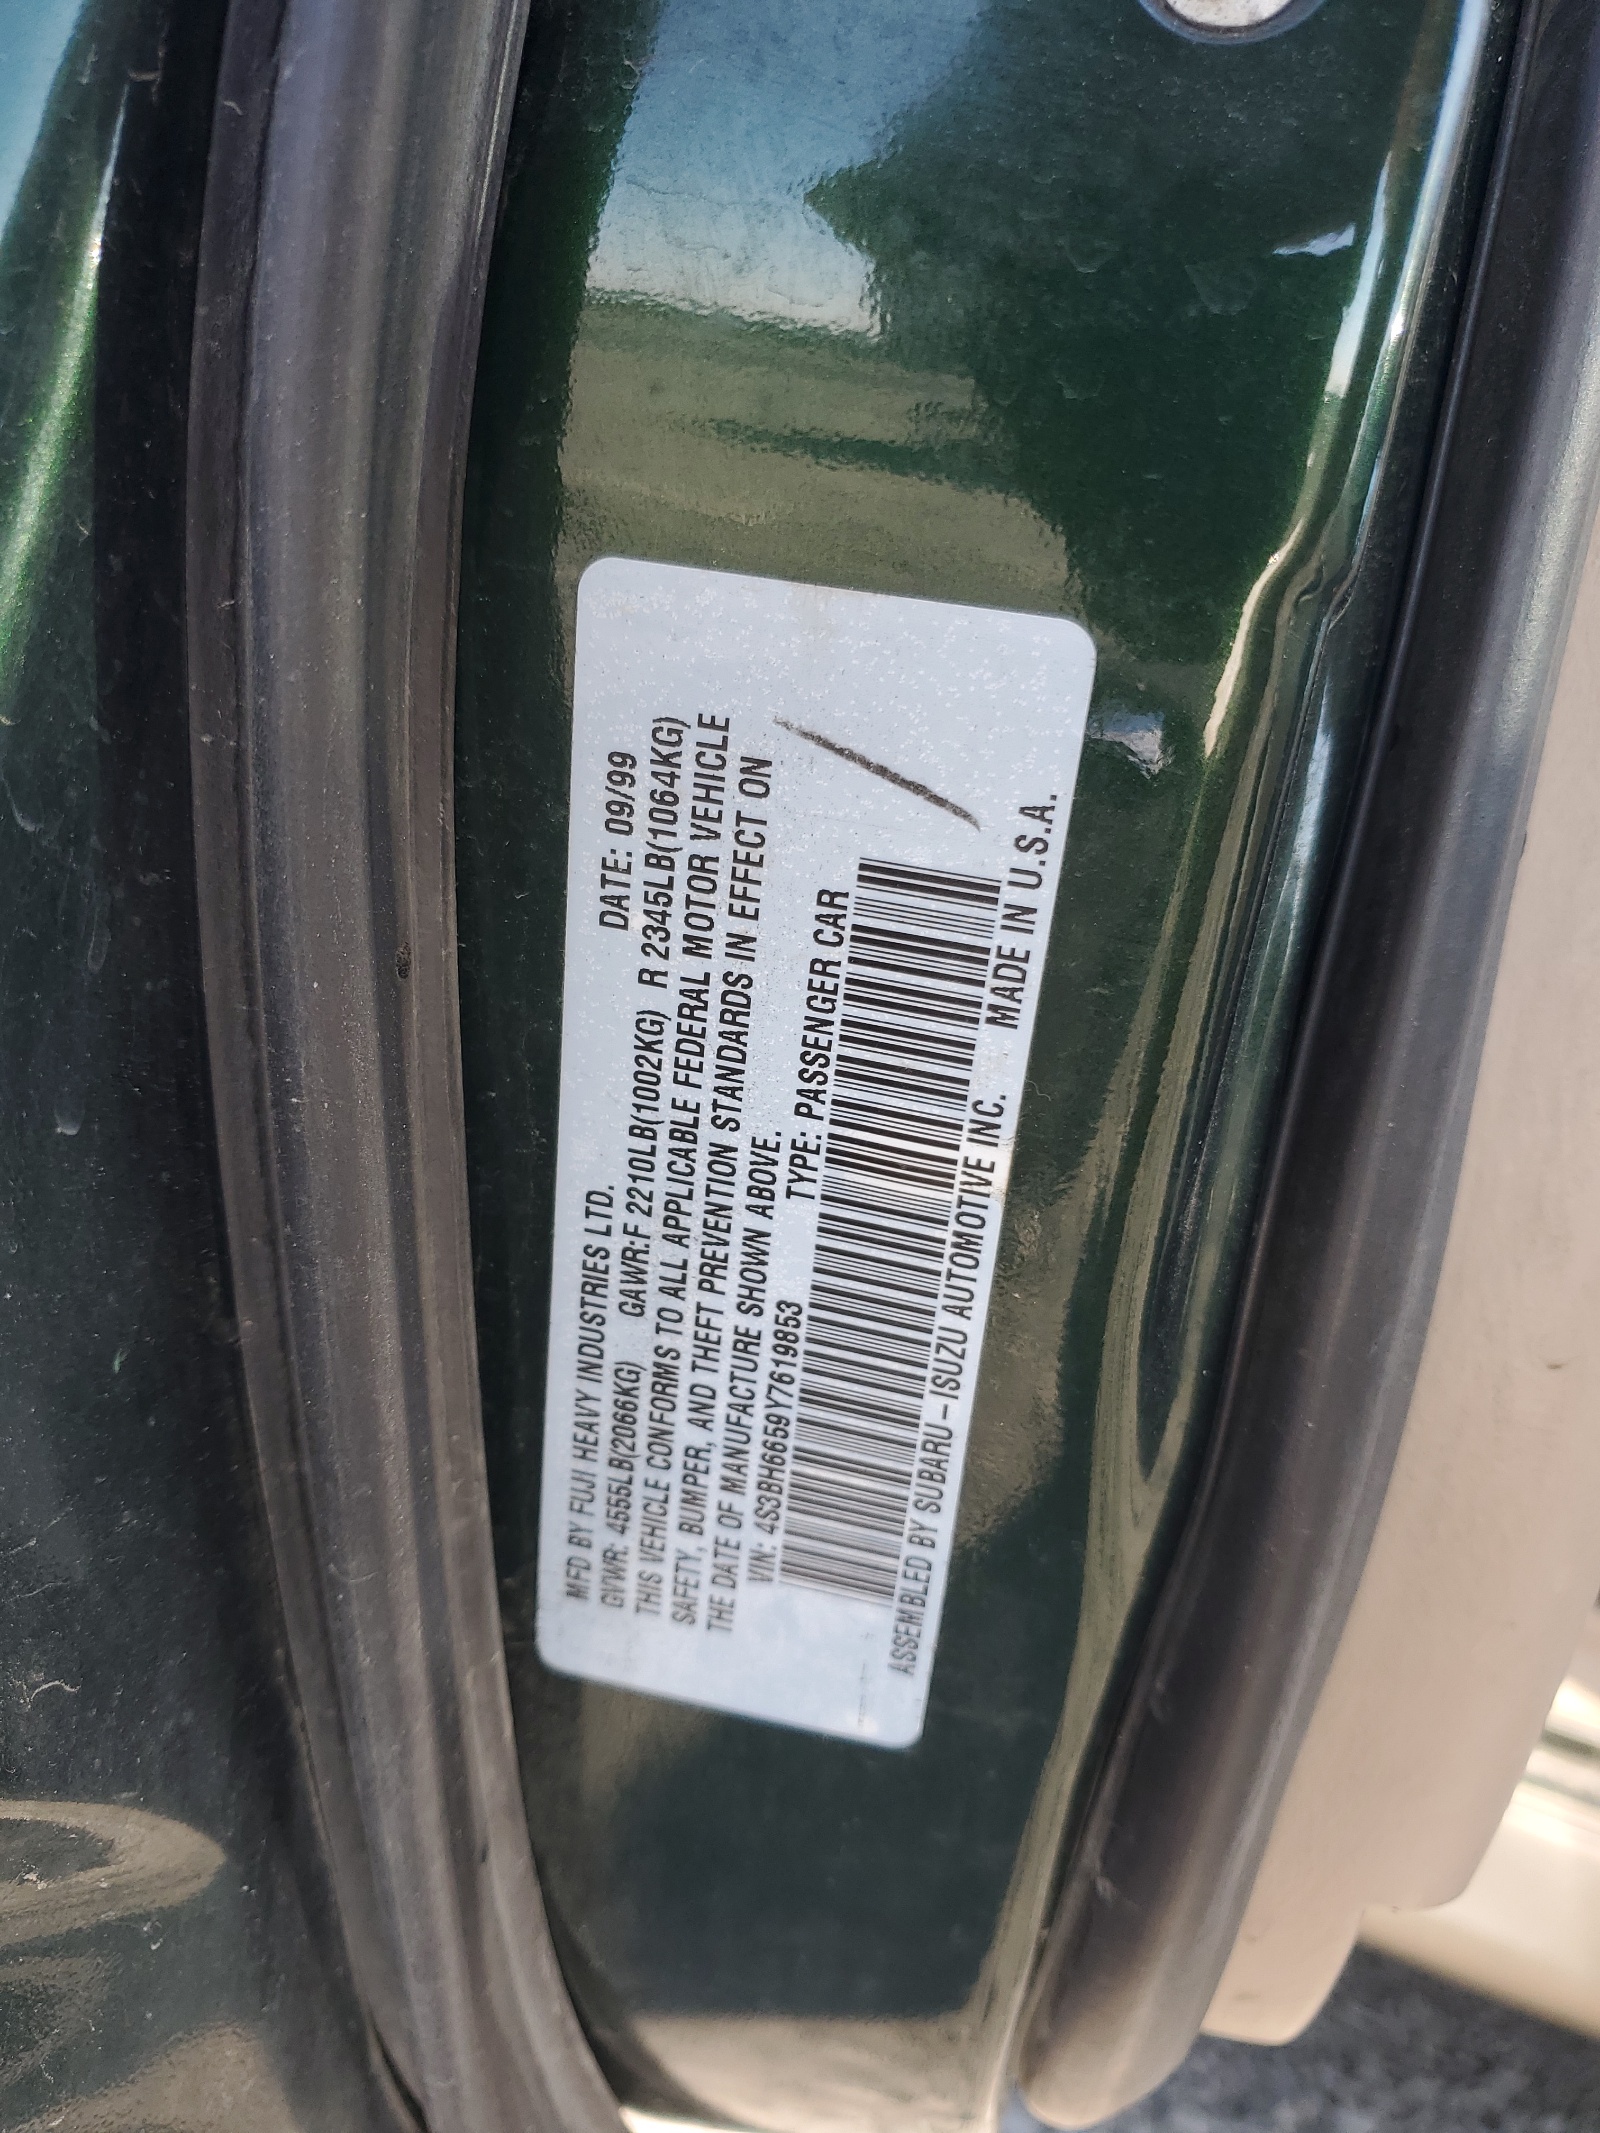 MFD BY FUJI HEAVY INDUSTRIES LTD. DATE: 09/99
GVWR: 4555LB(2066KG) GAWR:F 2210LB(1002KG) R 2345LB(1064KG)
THIS VEHICLE CONFORMS TO ALL APPLICABLE FEDERAL MOTOR VEHICLE
SAFETY, BUMPER, AND THEFT PREVENTION STANDARDS IN EFFECT ON
THE DATE OF MANUFACTURE SHOWN ABOVE.
VIN: 4S3BH6659Y7619853 TYPE: PASSENGER CAR
ASSEMBLED BY SUBARU-ISUZU AUTOMOTIVE INC. MADE IN U.S.A.